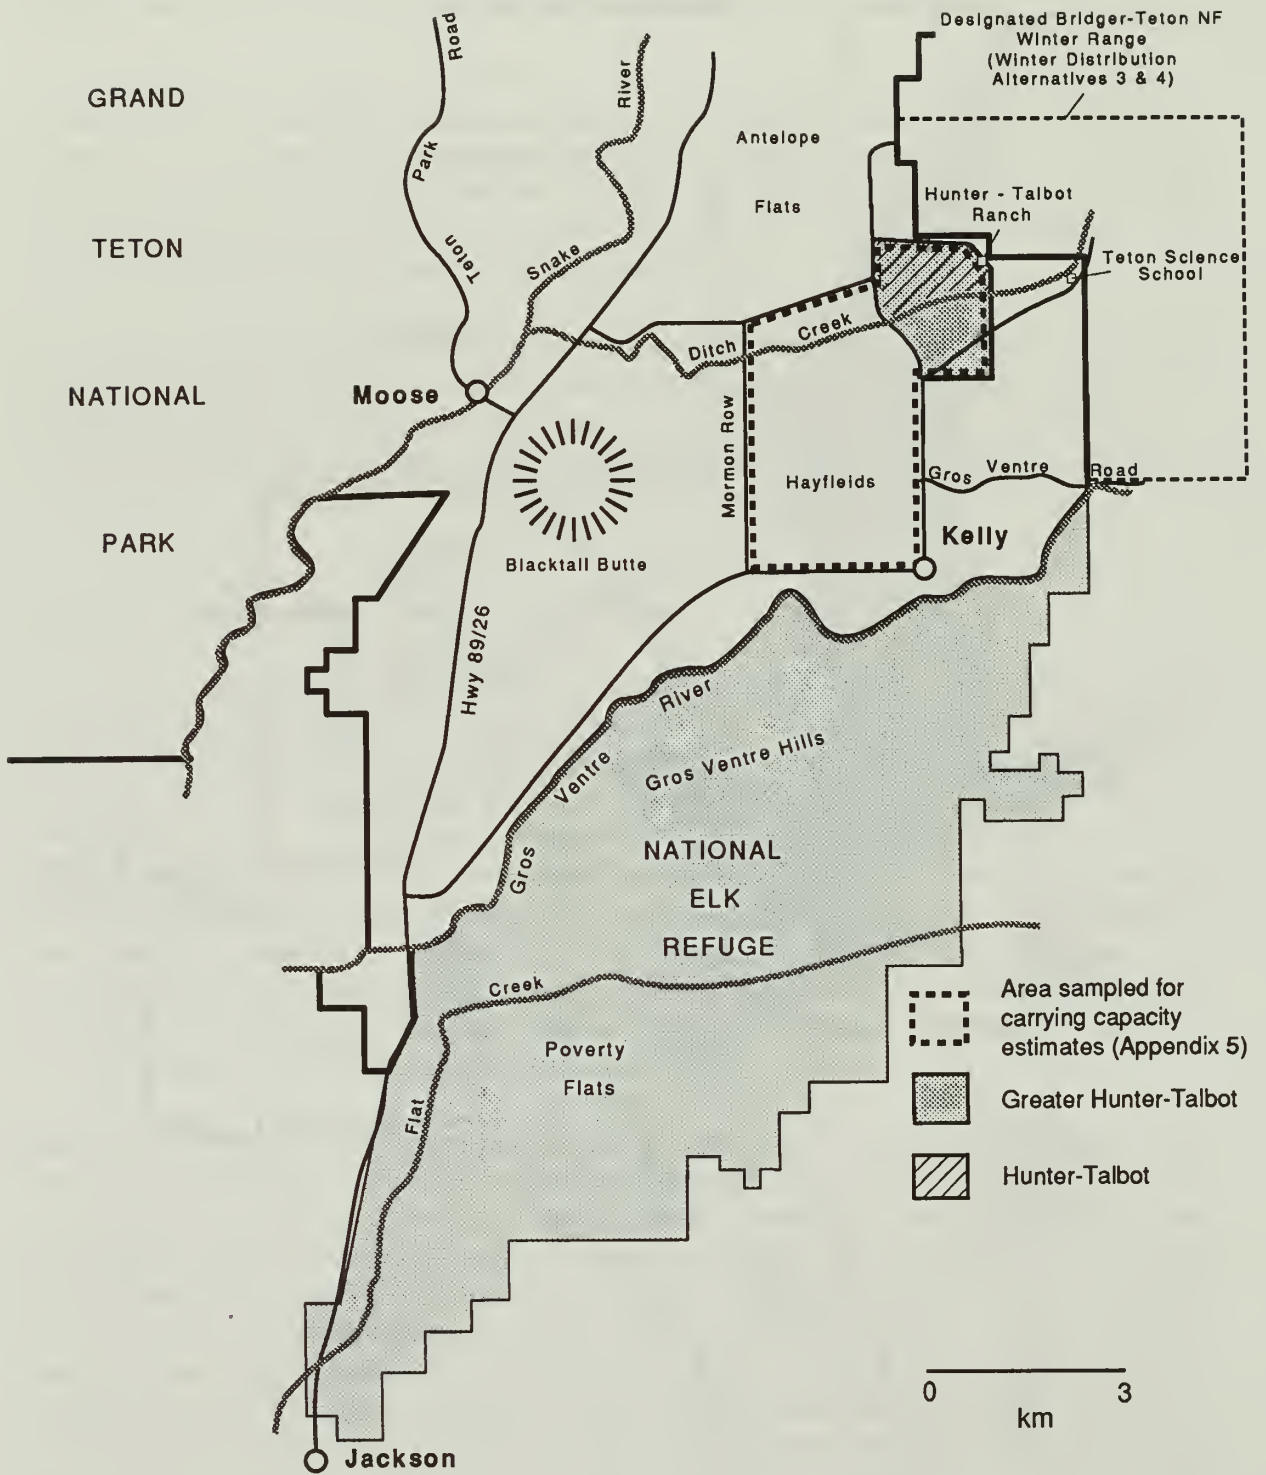 Designated Bridger-Teton NF
Winter Range
(Winter Distribution
Alternatives 3 & 4)
GRAND
TETON
NATIONAL
PARK
Road
Park
Teton
River
Snake
Antelope
Flats
Hunter - Talbot
Ranch
Teton Science
School
Ditch
Creek
Moose
Mormon Row
Hayfields
Gros
Ventre
Road
Kelly
Blacktail Butte
Hwy 89/26
River
Ventre
Gros
Gros Ventre Hills
NATIONAL
ELK
REFUGE
Creek
Flat
Poverty
Flats
Area sampled for
carrying capacity
estimates (Appendix 5)
Greater Hunter-Talbot
Hunter-Talbot
0
3
km
Jackson